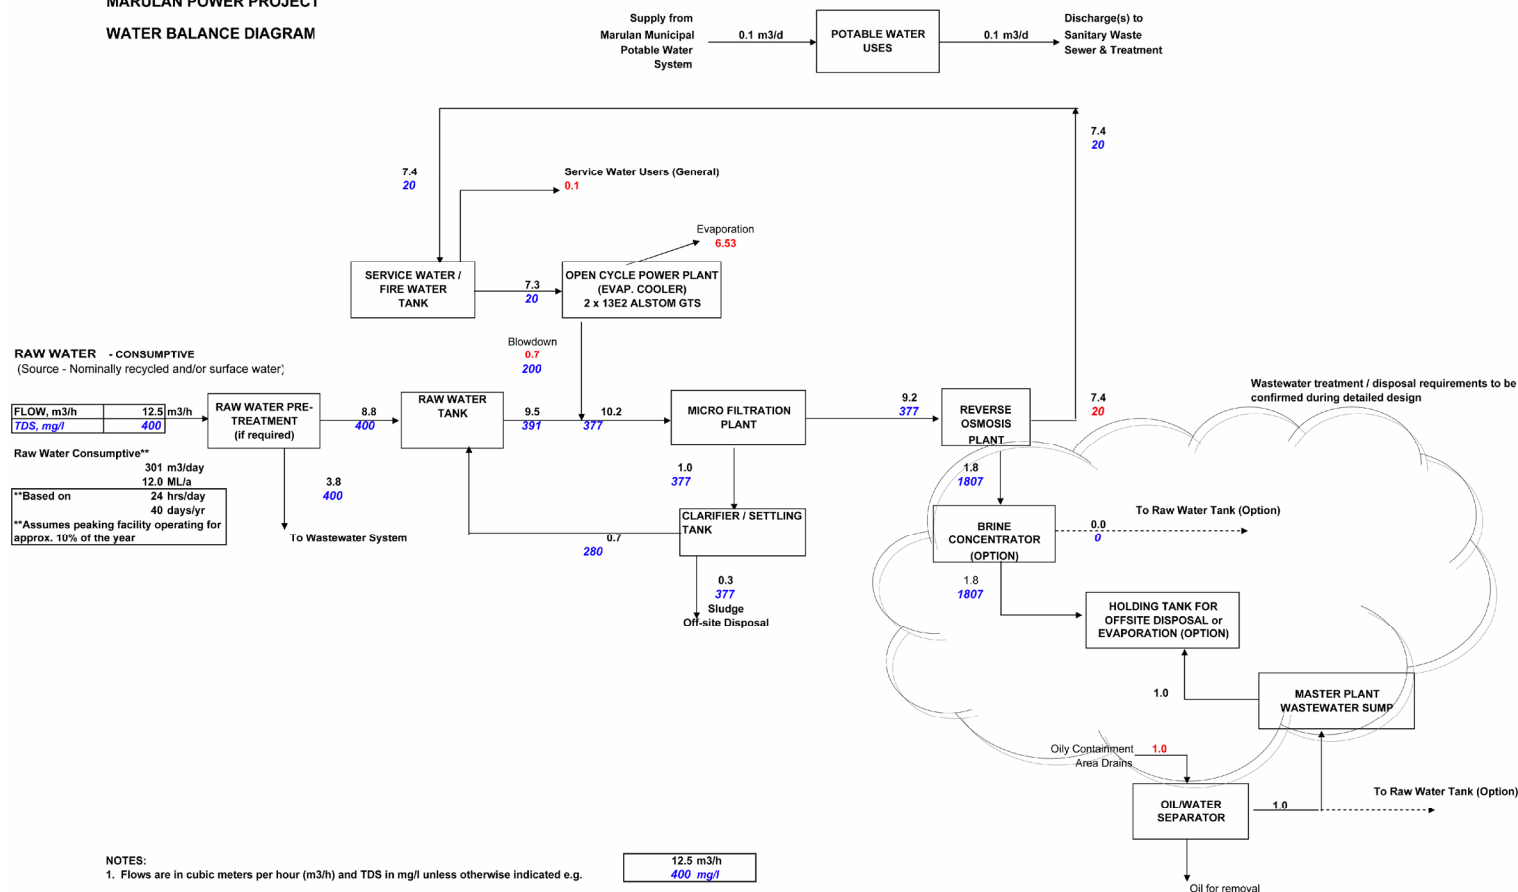 MARULAN POWER PROJECT
WATER BALANCE DIAGRAM
Supply from
Marulan Municipal
Potable Water
System
0.1 m3/d
POTABLE WATER
USES
0.1 m3/d
Discharge(s) to
Sanitary Waste
Sewer & Treatment
7.4
20
7.4
20
Service Water Users (General)
0.1
Evaporation
6.53
SERVICE WATER /
FIRE WATER
TANK
7.3
20
OPEN CYCLE POWER PLANT
(EVAP. COOLER)
2 x 13E2 ALSTOM GTS
Blowdown
0.7
200
RAW WATER - CONSUMPTIVE
(Source - Nominally recycled and/or surface water)
FLOW, m3/h 12.5 m3/h
TDS, mg/l 400
RAW WATER PRE-
TREATMENT
(if required)
8.8
400
RAW WATER
TANK
9.5
391
10.2
377
MICRO FILTRATION
PLANT
9.2
377
REVERSE
OSMOSIS
PLANT
7.4
20
Wastewater treatment / disposal requirements to be
confirmed during detailed design
Raw Water Consumptive**
301 m3/day
12.0 ML/a
**Based on 24 hrs/day
40 days/yr
**Assumes peaking facility operating for
approx. 10% of the year
3.8
400
To Wastewater System
1.0
377
CLARIFIER / SETTLING
TANK
0.7
280
0.3
377
Sludge
Off-site Disposal
1.8
1807
BRINE
CONCENTRATOR
(OPTION)
0.0
0
To Raw Water Tank (Option)
1.8
1807
HOLDING TANK FOR
OFFSITE DISPOSAL or
EVAPORATION (OPTION)
1.0
MASTER PLANT
WASTEWATER SUMP
Oily Containment
Area Drains
1.0
OIL/WATER
SEPARATOR
1.0
To Raw Water Tank (Option)
Oil for removal
NOTES:
1. Flows are in cubic meters per hour (m3/h) and TDS in mg/l unless otherwise indicated e.g.
12.5 m3/h
400 mg/l